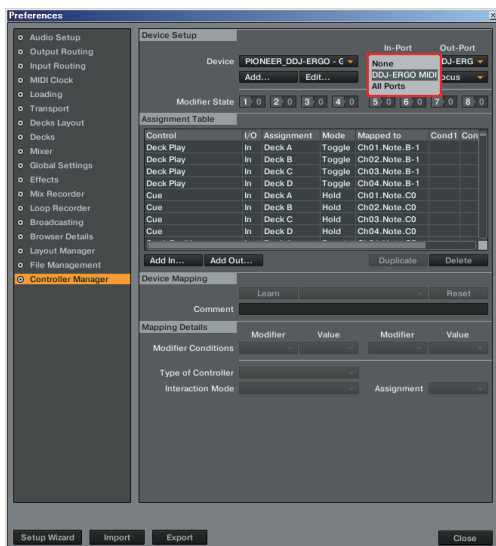 Preferences
Audio Setup
Output Routing
Input Routing
MIDI Clock
Loading
Transport
Decks Layout
Decks
Mixer
Global Settings
Effects
Mix Recorder
Loop Recorder
Broadcasting
Browser Details
Layout Manager
File Management
Controller Manager
Device Setup
In-Port Out-Port
Device PIONEER_DDJ-ERGO - G DJ-ERG
None
DDJ-ERGO MIDI
All Ports
Add... Edit... ocus
Modifier State 1 0 2 0 3 0 4 0 5 0 6 0 7 0 8 0
Assignment Table
Control I/O Assignment Mode Mapped to Cond1 Con
Deck Play In Deck A Toggle Ch01.Note.B-1
Deck Play In Deck B Toggle Ch02.Note.B-1
Deck Play In Deck C Toggle Ch03.Note.B-1
Deck Play In Deck D Toggle Ch04.Note.B-1
Cue In Deck A Hold Ch01.Note.C0
Cue In Deck B Hold Ch02.Note.C0
Cue In Deck C Hold Ch03.Note.C0
Cue In Deck D Hold Ch04.Note.C0
Add In... Add Out... Duplicate Delete
Device Mapping
Learn Reset
Comment
Mapping Details
Modifier Value Modifier Value
Modifier Conditions
Type of Controller
Interaction Mode Assignment
Setup Wizard Import Export Close